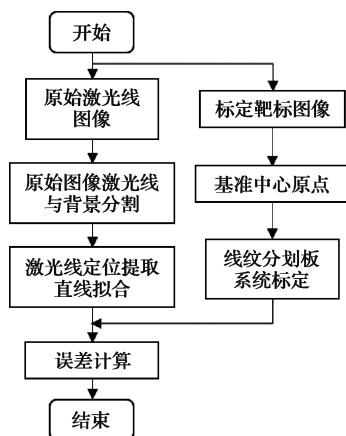 开始
原始激光线
图像
原始图像激光线
与背景分割
激光线定位提取
直线拟合
标定靶标图像
基准中心原点
线纹分划板
系统标定
误差计算
结束